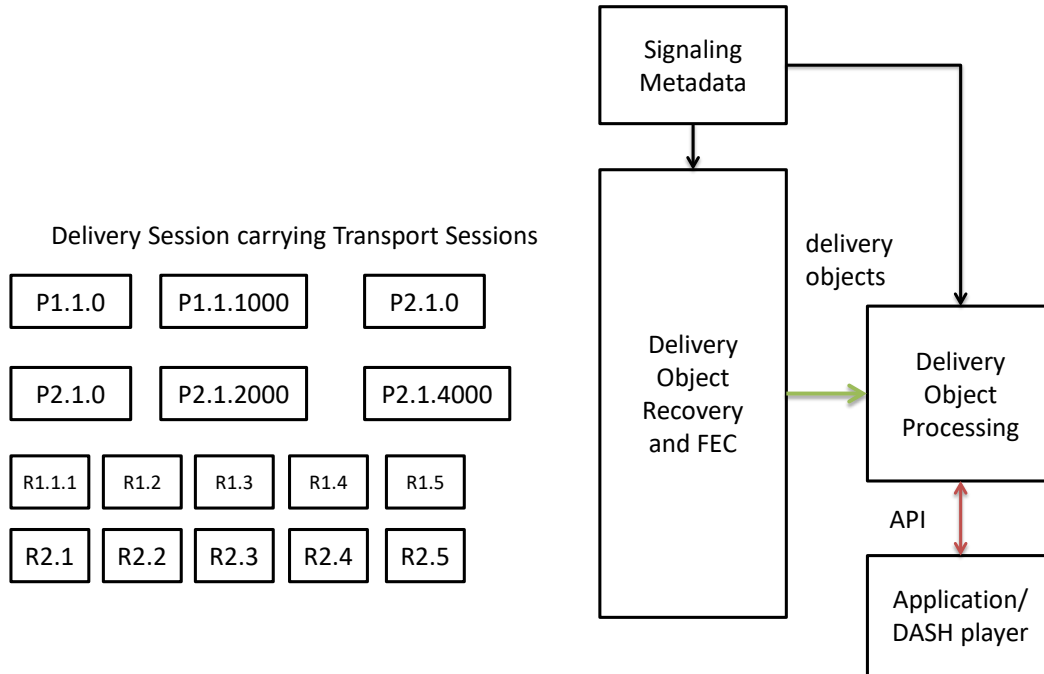 Signaling
Metadata
Delivery Session carrying Transport Sessions
P1.1.0
P1.1.1000
P2.1.0
P2.1.0
P2.1.2000
P2.1.4000
R1.1.1
R1.2
R1.3
R1.4
R1.5
R2.1
R2.2
R2.3
R2.4
R2.5
Delivery
Object
Recovery
and FEC
delivery
objects
Delivery
Object
Processing
API
Application/
DASH player